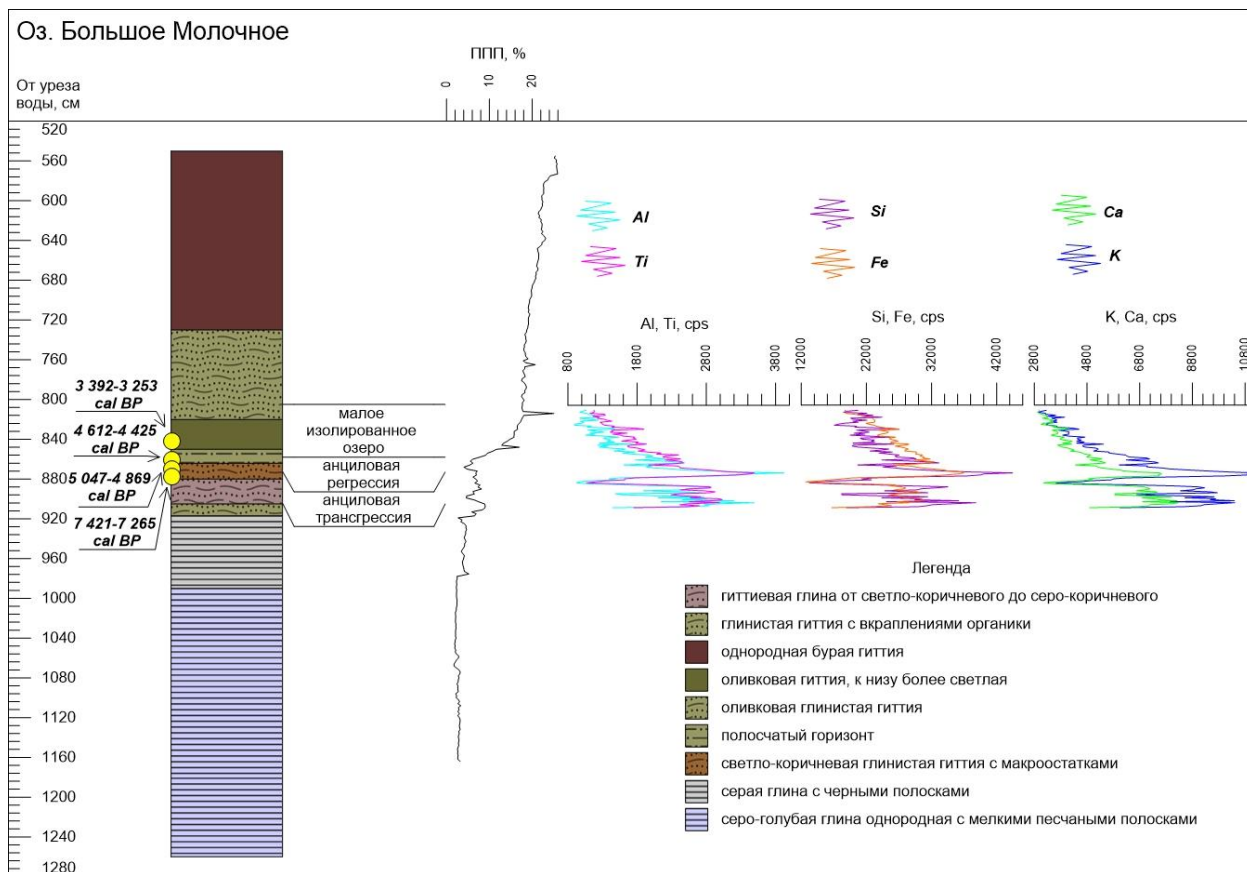 Оз. Большое Молочное
ППП, %
От уреза
воды, см
0
10
20
520
560
600
640
680
720
760
800
840
880
920
960
1000
1040
1080
1120
1160
1200
1240
1280
3 392-3 253
cal BP
4 612-4 425
cal BP
5 047-4 869
cal BP
7 421-7 265
cal BP
малое
изолированное
озеро
анциловая
регрессия
анциловая
трансгрессия
Al
Ti
Si
Fe
Ca
K
Al, Ti, cps
Si, Fe, cps
K, Ca, cps
800
1800
2800
3800
12000
22000
32000
42000
2800
4800
6800
8800
10800
Легенда
гиттиевая глина от светло-коричневого до серо-коричневого
глинистая гиттия с вкраплениями органики
однородная бурая гиттия
оливковая гиттия, к низу более светлая
оливковая глинистая гиттия
полосчатый горизонт
светло-коричневая глинистая гиттия с макроостатками
серая глина с черными полосками
серо-голубая глина однородная с мелкими песчаными полосками